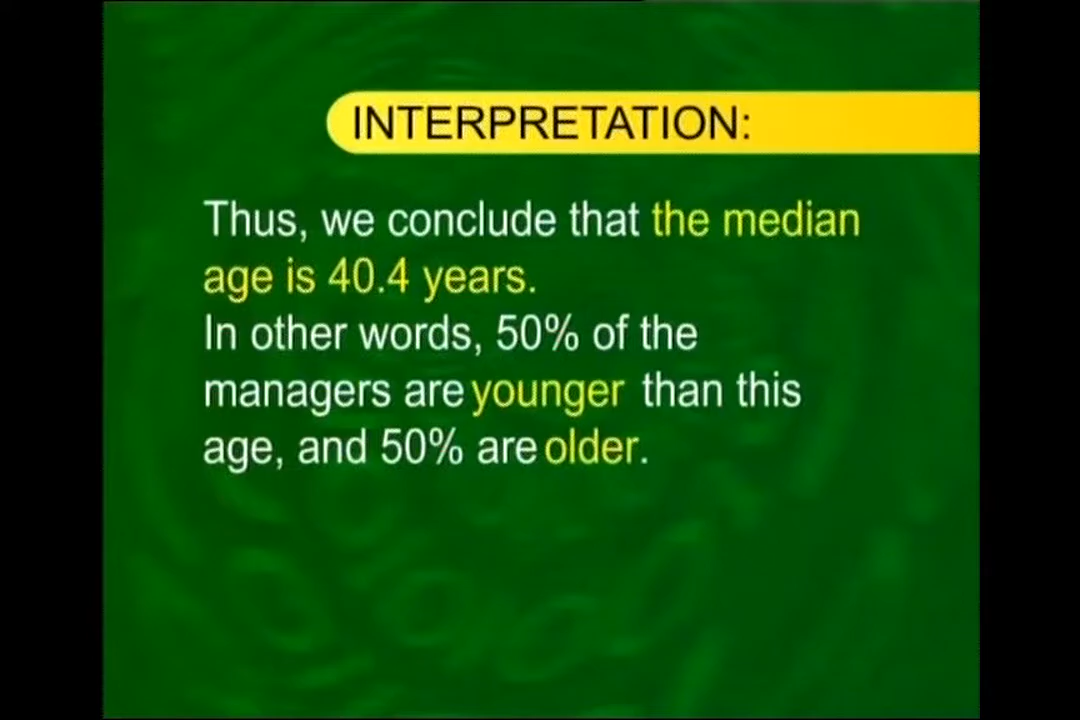 INTERPRETATION:
Thus, we conclude that the median
age is 40.4 years.
In other words, 50% of the
managers are younger than this
age, and 50% are older.